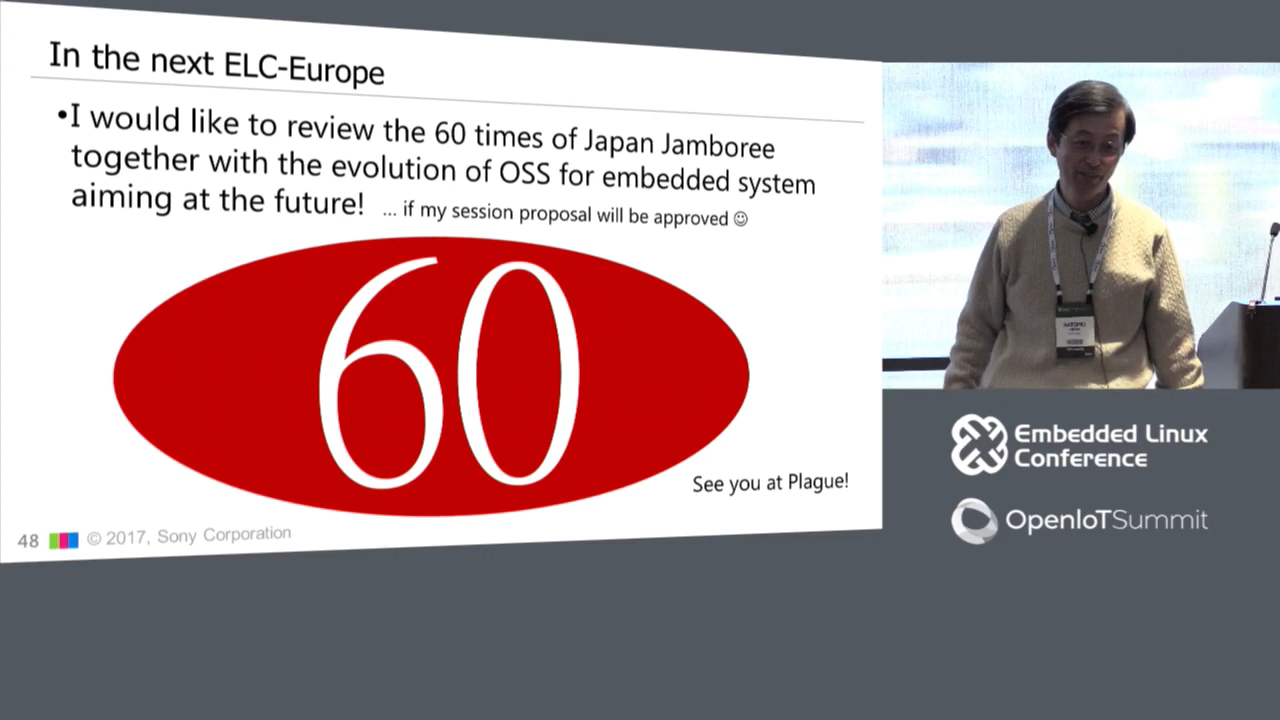 In the next ELC-Europe
•I would like to review the 60 times of Japan Jamboree
together with the evolution of OSS for embedded system
aiming at the future! ... if my session proposal will be approved ☺
60
See you at Plague!
48 © 2017, Sony Corporation
Embedded Linux
Conference
OpenIoTSummit